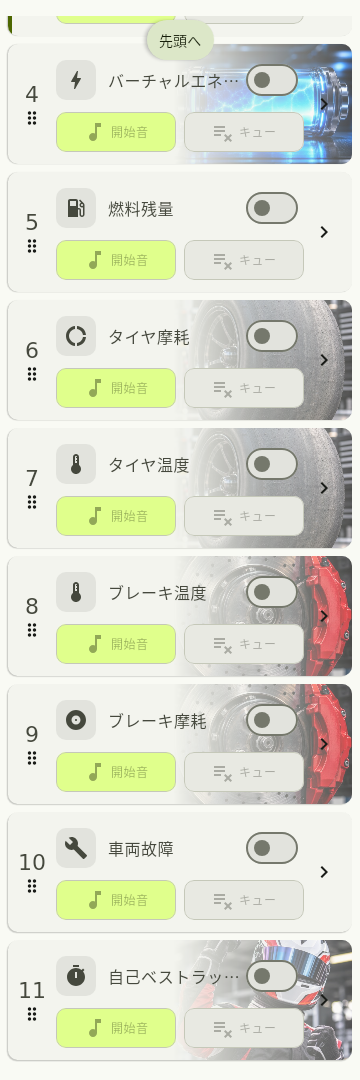 先頭へ
4
バーチャルエネ…
開始音
キュー
5
燃料残量
開始音
キュー
6
タイヤ摩耗
開始音
キュー
7
タイヤ温度
開始音
キュー
8
ブレーキ温度
開始音
キュー
9
ブレーキ摩耗
開始音
キュー
10
車両故障
開始音
キュー
11
自己ベストラッ…
開始音
キュー